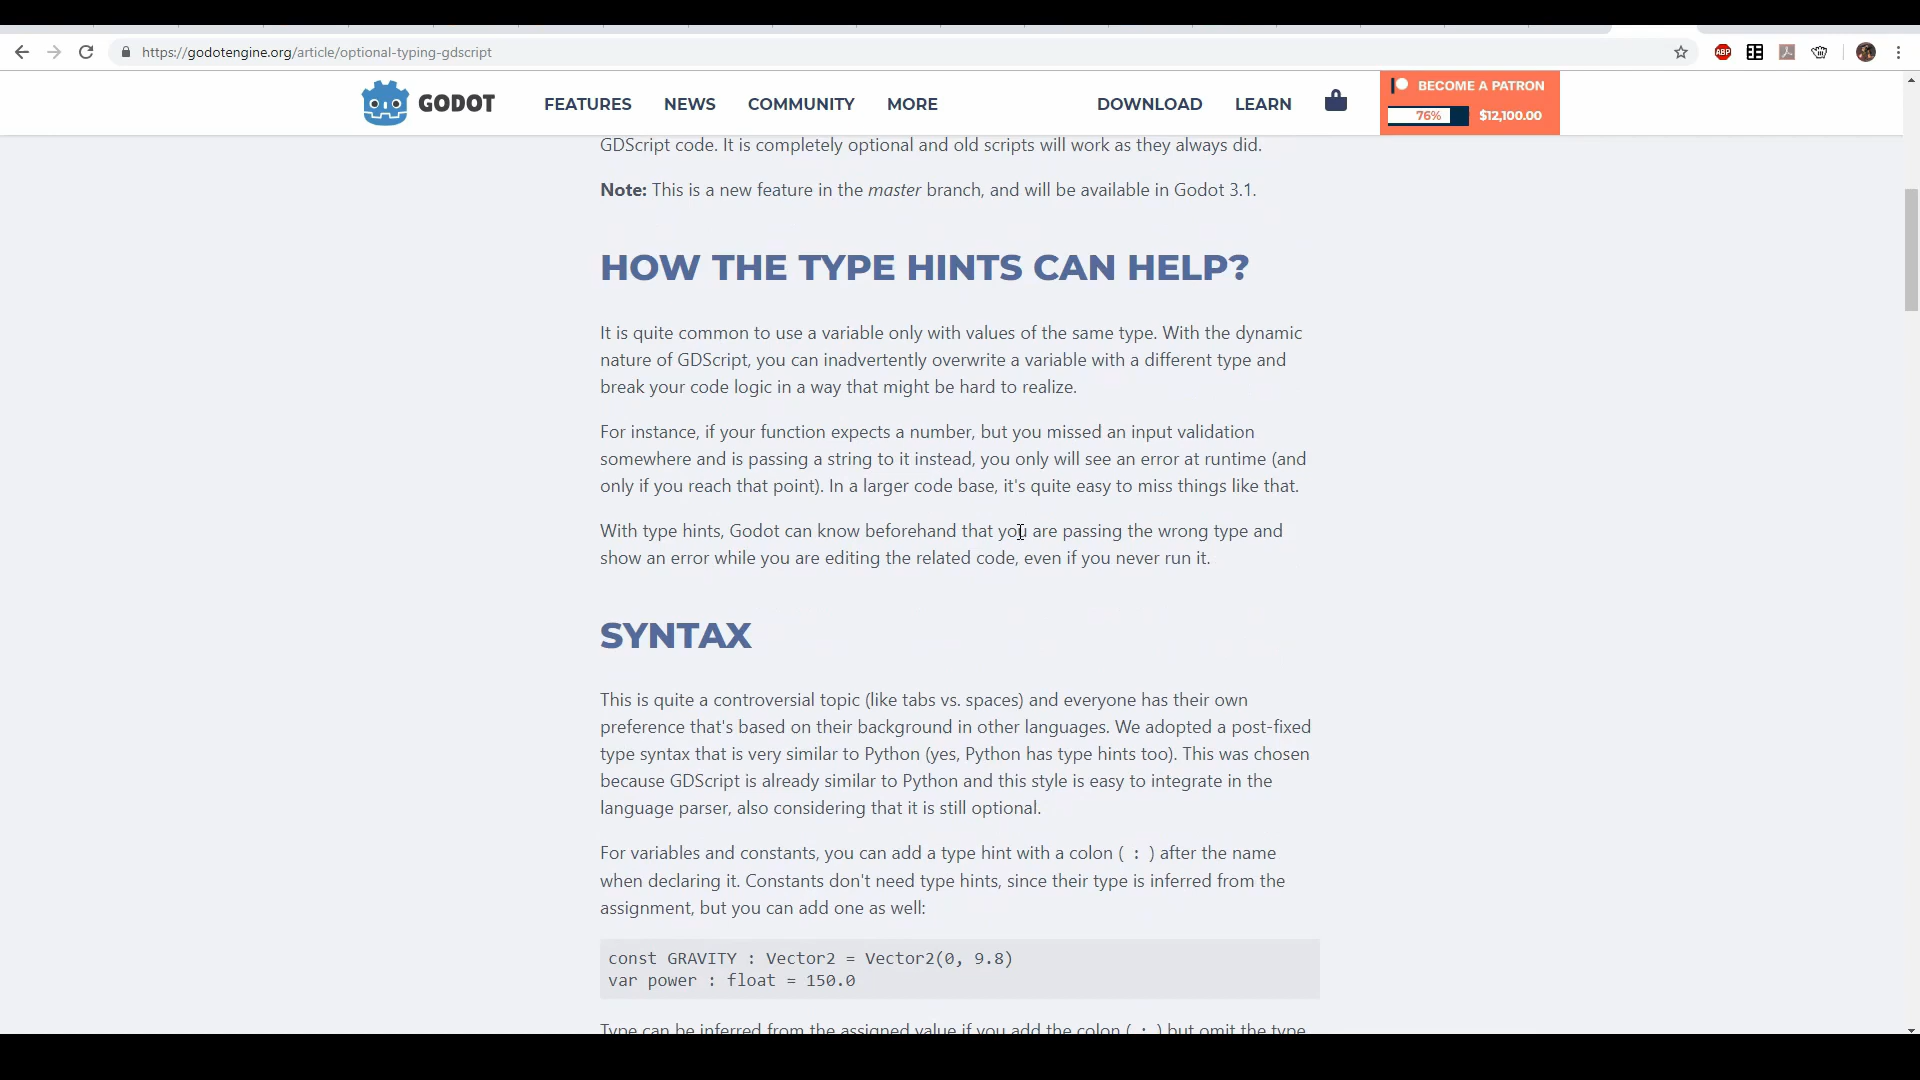 https://godotengine.org/article/optional-typing-gdscript
ABP
GODOT
FEATURES
NEWS
COMMUNITY
MORE
DOWNLOAD
LEARN
BECOME A PATRON
76%
$12,100.00
GDScript code. It is completely optional and old scripts will work as they always did.
Note: This is a new feature in the master branch, and will be available in Godot 3.1.
HOW THE TYPE HINTS CAN HELP?
It is quite common to use a variable only with values of the same type. With the dynamic
nature of GDScript, you can inadvertently overwrite a variable with a different type and
break your code logic in a way that might be hard to realize.
For instance, if your function expects a number, but you missed an input validation
somewhere and is passing a string to it instead, you only will see an error at runtime (and
only if you reach that point). In a larger code base, it's quite easy to miss things like that.
With type hints, Godot can know beforehand that you are passing the wrong type and
show an error while you are editing the related code, even if you never run it.
SYNTAX
This is quite a controversial topic (like tabs vs. spaces) and everyone has their own
preference that's based on their background in other languages. We adopted a post-fixed
type syntax that is very similar to Python (yes, Python has type hints too). This was chosen
because GDScript is already similar to Python and this style is easy to integrate in the
language parser, also considering that it is still optional.
For variables and constants, you can add a type hint with a colon ( : ) after the name
when declaring it. Constants don't need type hints, since their type is inferred from the
assignment, but you can add one as well:
const GRAVITY : Vector2 = Vector2(0, 9.8)
var power : float = 150.0
Type can be inferred from the assigned value if you add the colon ( : ) but omit the type